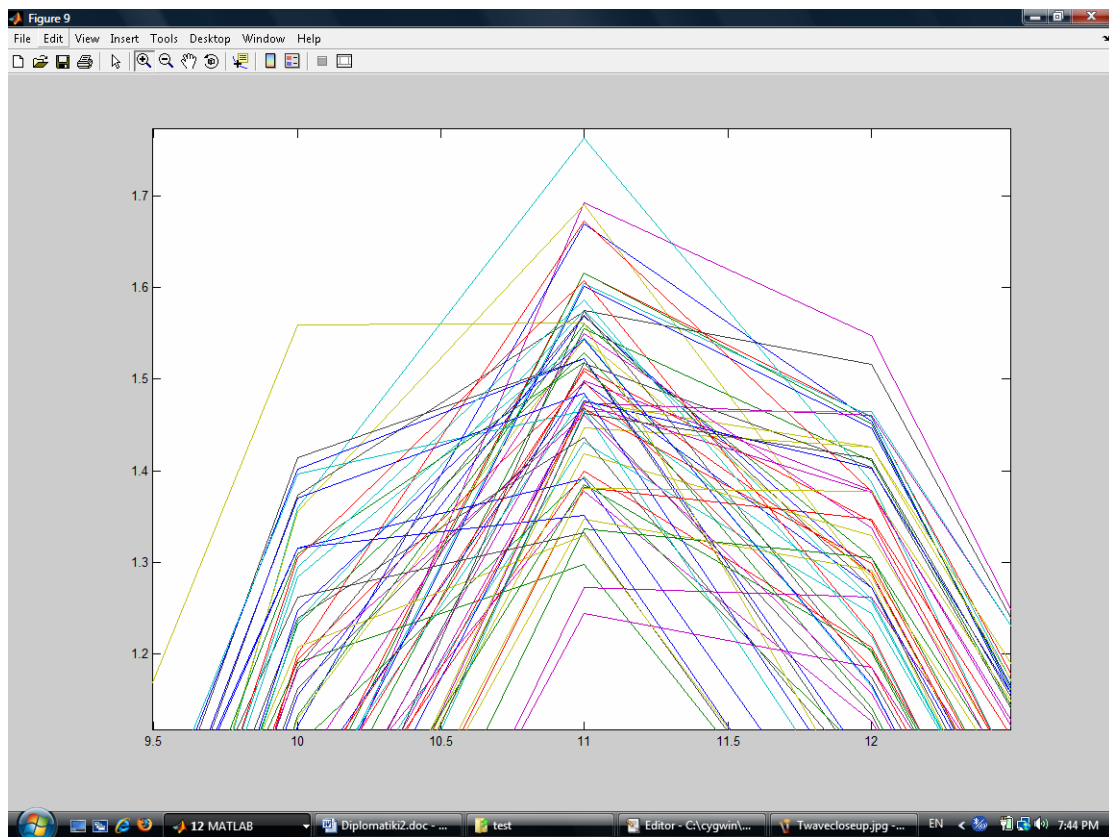 Figure 9
File Edit View Insert Tools Desktop Window Help
1.7
1.6
1.5
1.4
1.3
1.2
9.5 10 10.5 11 11.5 12
12 MATLAB Diplomatiki2.doc - ... test Editor - C:\cygwin\... Twavecloseup.jpg -... EN 7:44 PM